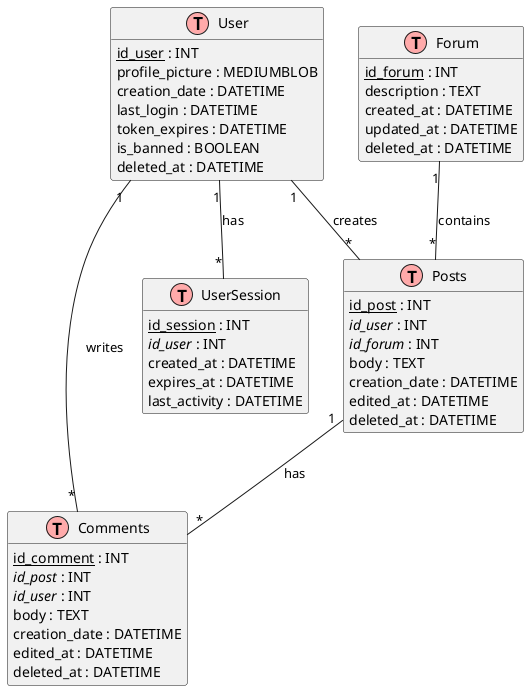 T User
id_user : INT
profile_picture : MEDIUMBLOB
creation_date : DATETIME
last_login : DATETIME
token_expires : DATETIME
is_banned : BOOLEAN
deleted_at : DATETIME
T Forum
id_forum : INT
description : TEXT
created_at : DATETIME
updated_at : DATETIME
deleted_at : DATETIME
1
1
1
1
has
creates
contains
*
*
*
T UserSession
id_session : INT
id_user : INT
created_at : DATETIME
expires_at : DATETIME
last_activity : DATETIME
T Posts
id_post : INT
id_user : INT
id_forum : INT
body : TEXT
creation_date : DATETIME
edited_at : DATETIME
deleted_at : DATETIME
writes
1
has
*
*
T Comments
id_comment : INT
id_post : INT
id_user : INT
body : TEXT
creation_date : DATETIME
edited_at : DATETIME
deleted_at : DATETIME